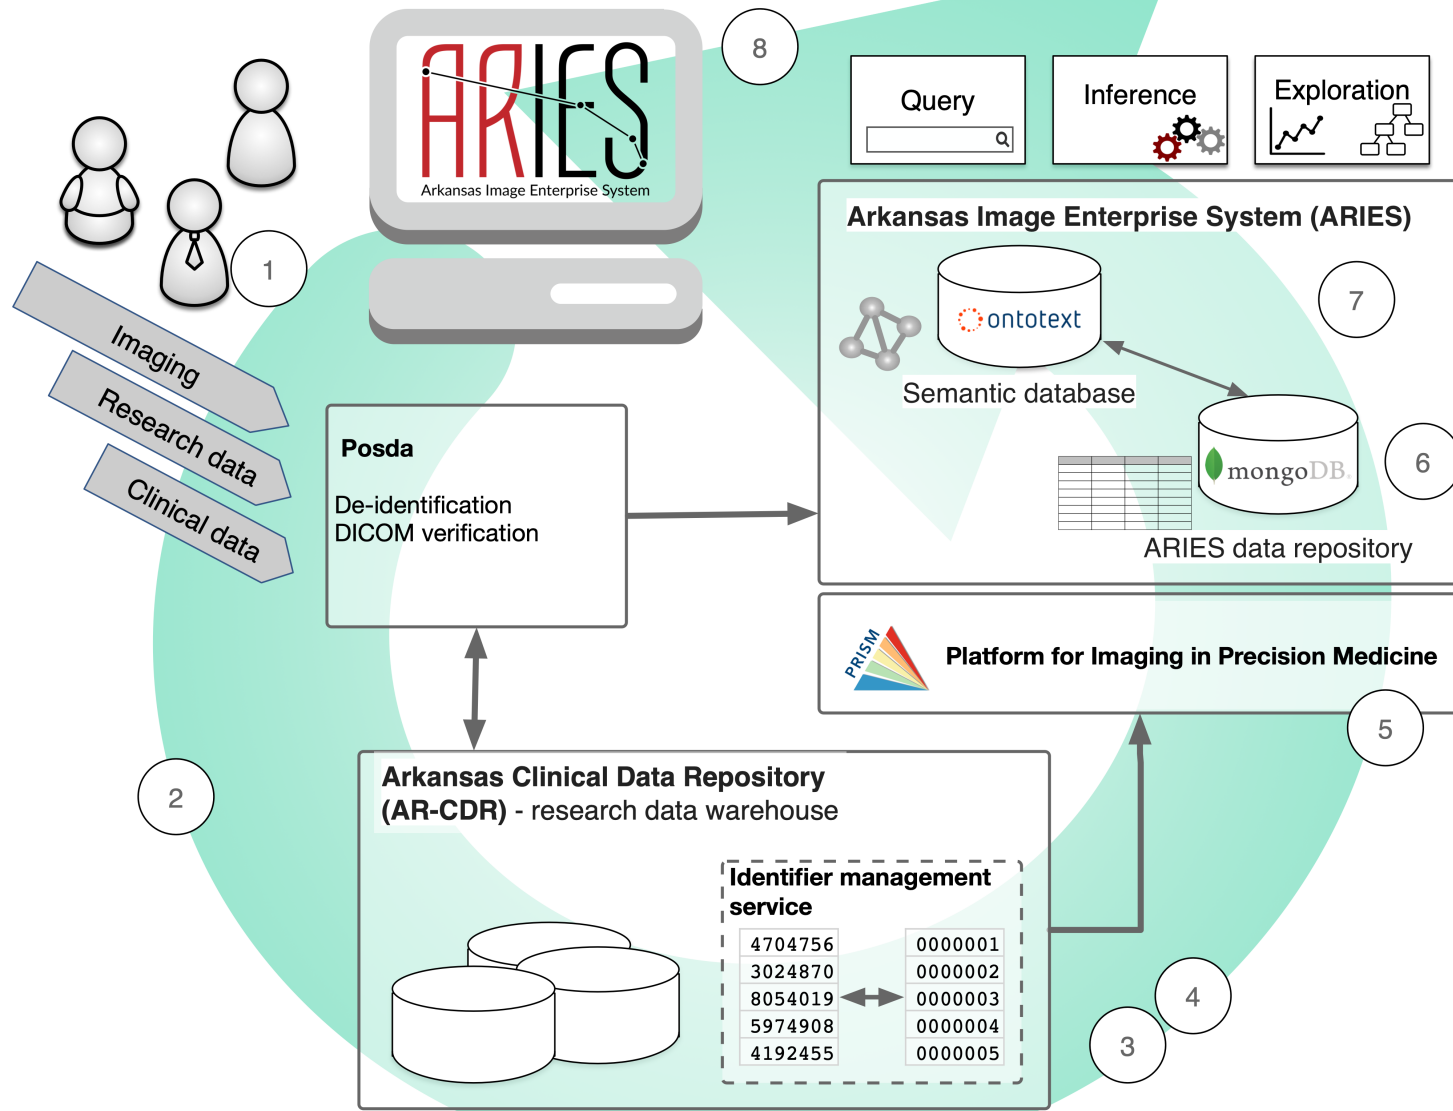 ARIES
Arkansas Image Enterprise System
8
Query
Inference
Exploration
1
Imaging
Research data
Clinical data
Arkansas Image Enterprise System (ARIES)
7
ontotext
Semantic database
6
mongoDB.
ARIES data repository
Posda
De-identification
DICOM verification
PRISM
Platform for Imaging in Precision Medicine
5
2
Arkansas Clinical Data Repository
(AR-CDR) - research data warehouse
Identifier management
service
4704756 0000001
3024870 0000002
8054019 0000003
5974908 0000004
4192455 0000005
4
3